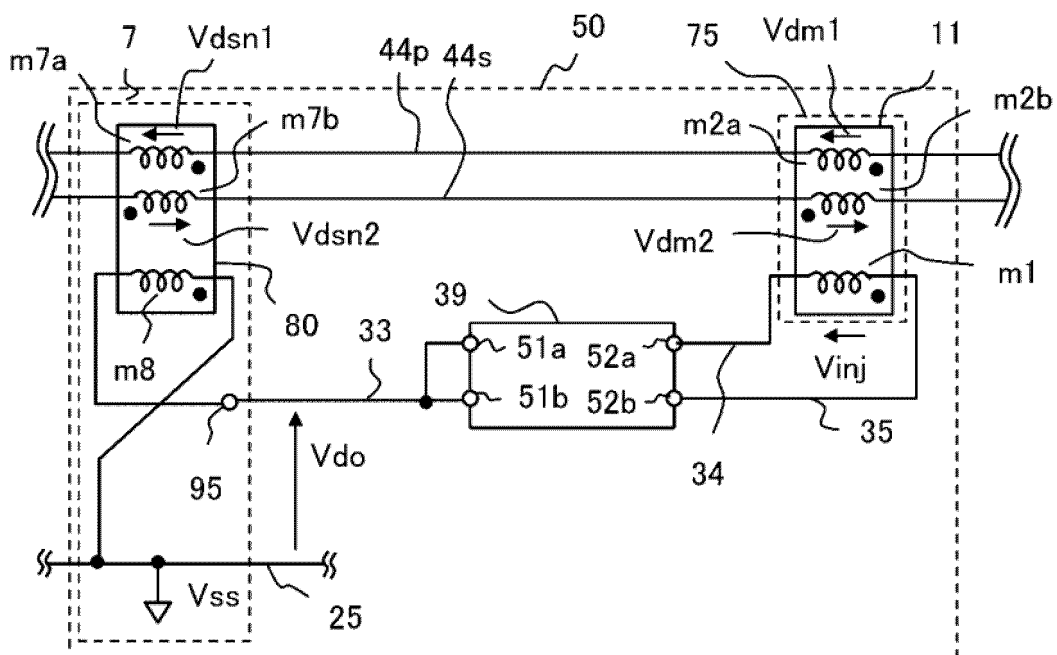 7
Vdsn1
50
75
Vdm1
11
m7a
44p
44s
m7b
m2a
m2b
Vdsn2
Vdm2
m1
39
80
33
51a
52a
m8
51b
52b
Vinj
95
Vdo
34
35
Vss
25